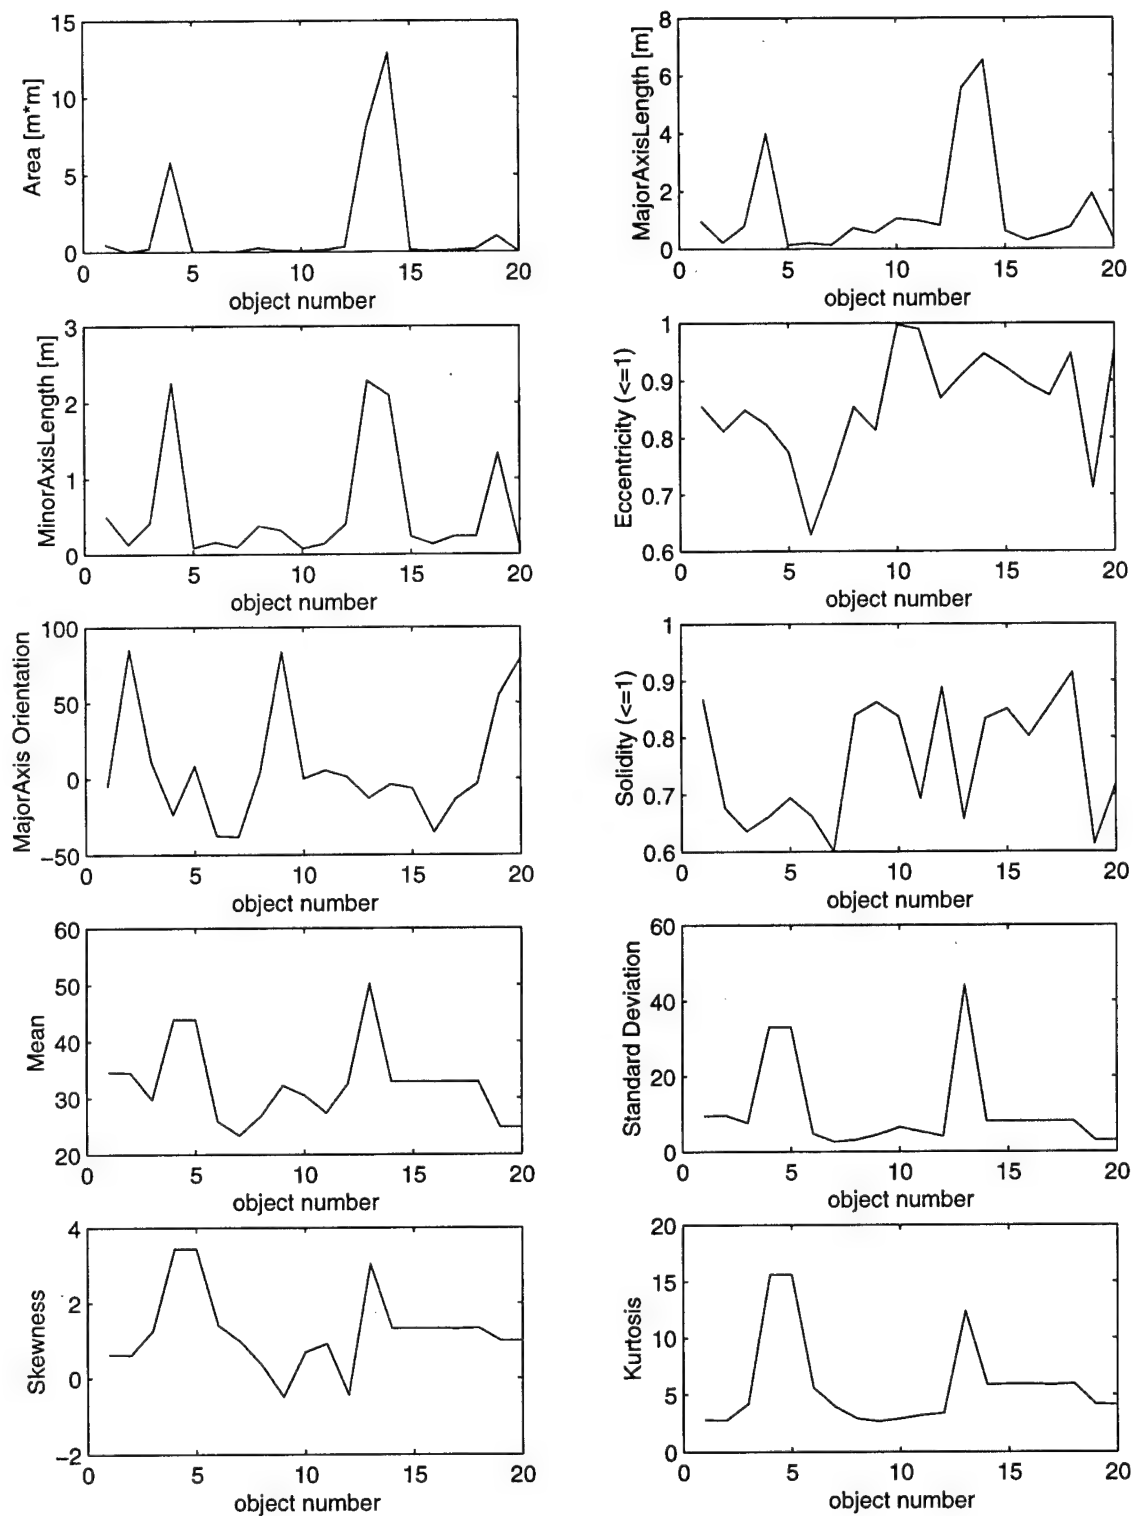 Area [m*m]
15
10
5
0
0 5 10 15 20
object number
MajorAxisLength [m]
8
6
4
2
0
0 5 10 15 20
object number
MinorAxisLength [m]
3
2
1
0
0 5 10 15 20
object number
Eccentricity (<=1)
1
0.9
0.8
0.7
0.6
0 5 10 15 20
object number
MajorAxis Orientation
100
50
0
−50
0 5 10 15 20
object number
Solidity (<=1)
1
0.9
0.8
0.7
0.6
0 5 10 15 20
object number
Mean
60
50
40
30
20
0 5 10 15 20
object number
Standard Deviation
60
40
20
0
0 5 10 15 20
object number
Skewness
4
2
0
−2
0 5 10 15 20
object number
Kurtosis
20
15
10
5
0
0 5 10 15 20
object number